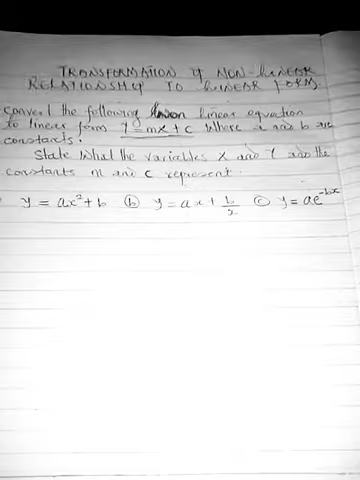 TRANSFORMATION OF NON-LINEAR
RELATIONSHIP TO LINEAR FORM.
Convert the following linear equation
to linear form Y = mx + c where a and b are
constants.
State what the variables X and Y and the
constants m and c represent.
y = ax² + b (b) y = ax + b/x (c) y = ae^-bx